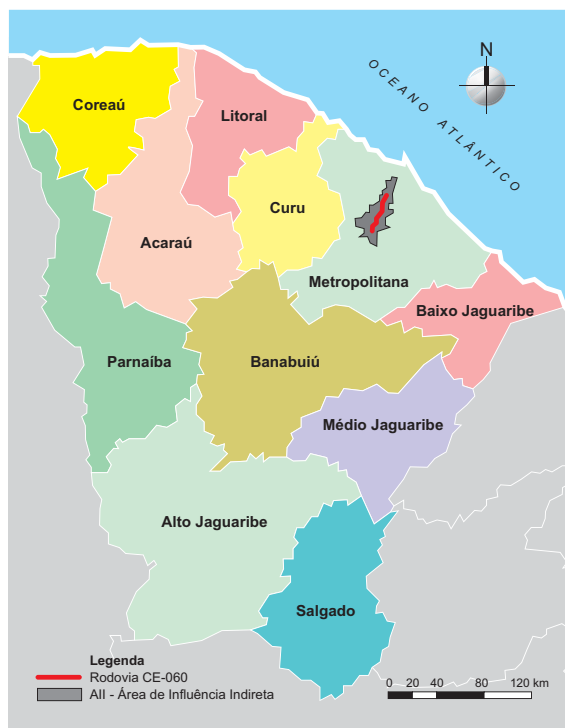 N
OCEANO ATLÂNTICO
Coreaú
Litoral
Acaraú
Curu
Metropolitana
Baixo Jaguaribe
Parnaíba
Banabuiú
Médio Jaguaribe
Alto Jaguaribe
Salgado
Legenda
Rodovia CE-060
AII - Área de Influência Indireta
0 20 40 80 120 km